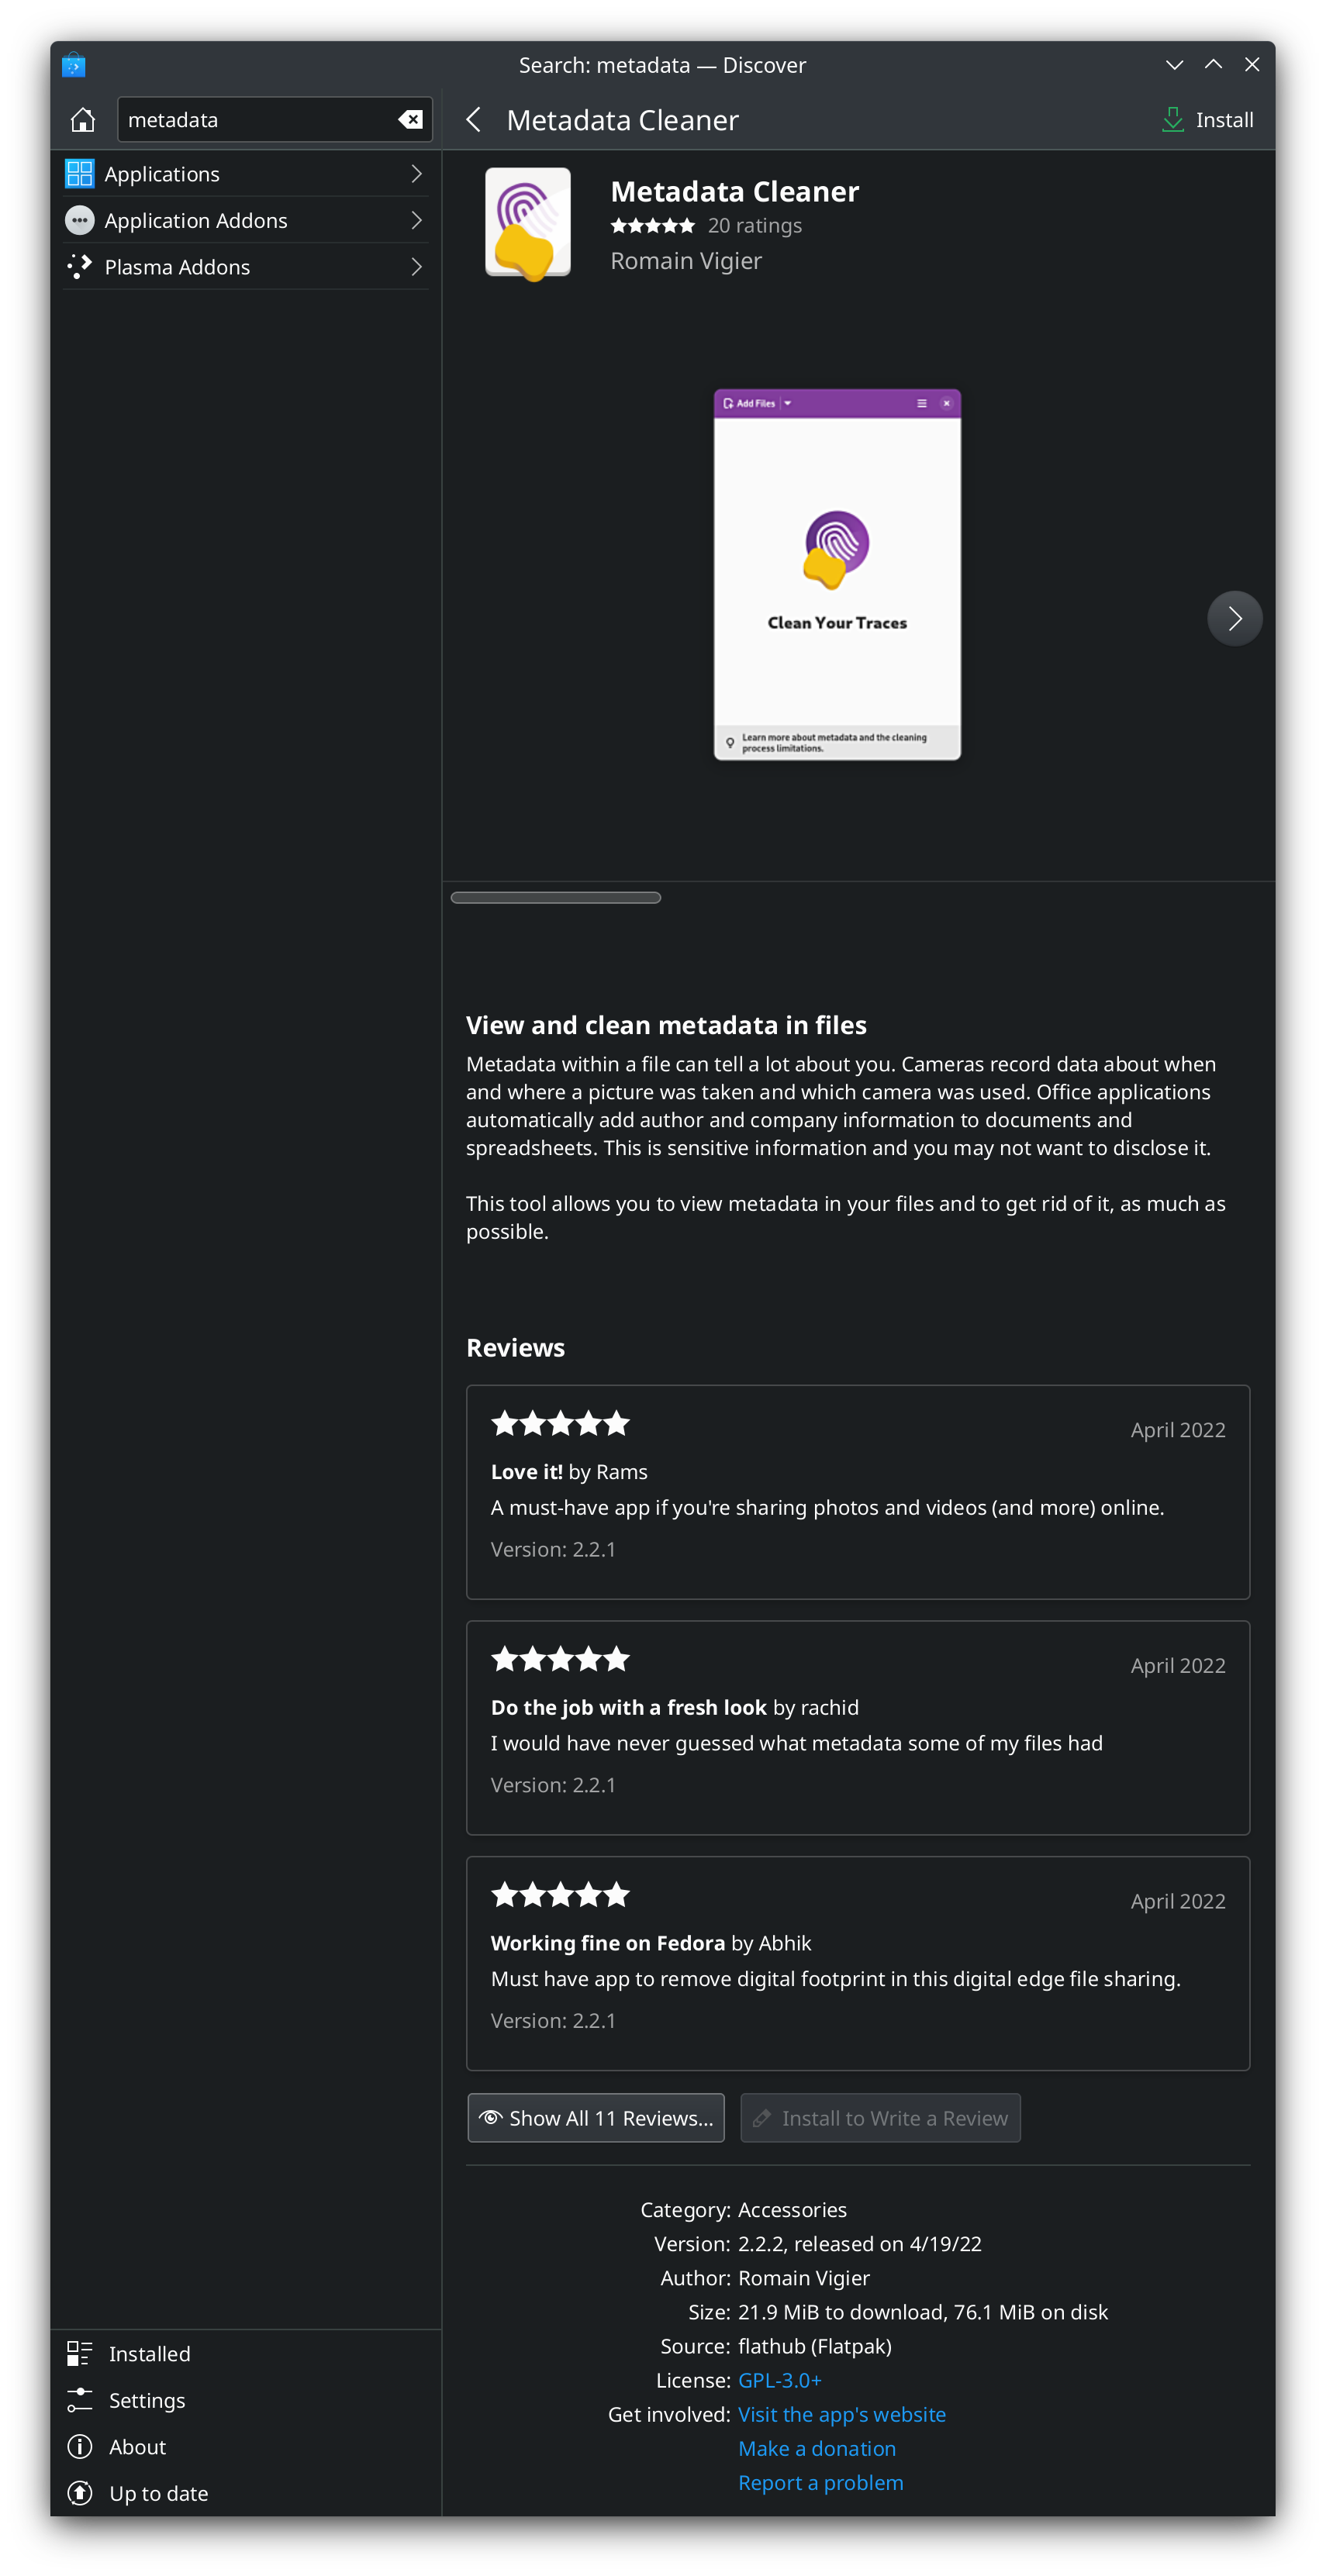 Search: metadata — Discover
metadata
Metadata Cleaner
Install
Applications
Application Addons
Plasma Addons
Metadata Cleaner
20 ratings
Romain Vigier
Add Files
Clean Your Traces
Learn more about metadata and the cleaning
process limitations.
View and clean metadata in files
Metadata within a file can tell a lot about you. Cameras record data about when
and where a picture was taken and which camera was used. Office applications
automatically add author and company information to documents and
spreadsheets. This is sensitive information and you may not want to disclose it.
This tool allows you to view metadata in your files and to get rid of it, as much as
possible.
Reviews
April 2022
Love it! by Rams
A must-have app if you're sharing photos and videos (and more) online.
Version: 2.2.1
April 2022
Do the job with a fresh look by rachid
I would have never guessed what metadata some of my files had
Version: 2.2.1
April 2022
Working fine on Fedora by Abhik
Must have app to remove digital footprint in this digital edge file sharing.
Version: 2.2.1
Show All 11 Reviews...
Install to Write a Review
Category: Accessories
Version: 2.2.2, released on 4/19/22
Author: Romain Vigier
Size: 21.9 MiB to download, 76.1 MiB on disk
Source: flathub (Flatpak)
License: GPL-3.0+
Get involved: Visit the app's website
Make a donation
Report a problem
Installed
Settings
About
Up to date